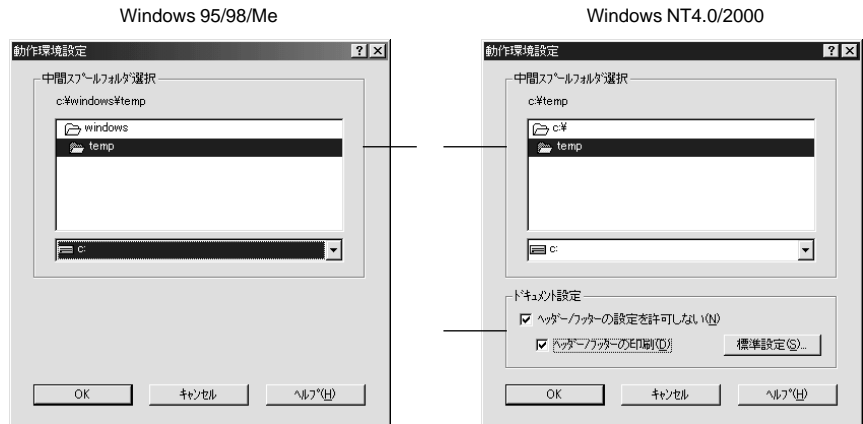 Windows 95/98/Me
動作環境設定
中間ｽﾌﾟｰﾙﾌｫﾙﾀﾞ選択
c:¥windows¥temp
windows
temp
c:
OK
ｷｬﾝｾﾙ
ﾍﾙﾌﾟ(H)
Windows NT4.0/2000
動作環境設定
中間ｽﾌﾟｰﾙﾌｫﾙﾀﾞ選択
c:¥temp
c:¥
temp
c:
ﾄﾞｷｭﾒﾝﾄ設定
ﾍｯﾀﾞｰ/ﾌｯﾀｰの設定を許可しない(N)
ﾍｯﾀﾞｰ/ﾌｯﾀｰの印刷(D)
標準設定(S)...
OK
ｷｬﾝｾﾙ
ﾍﾙﾌﾟ(H)